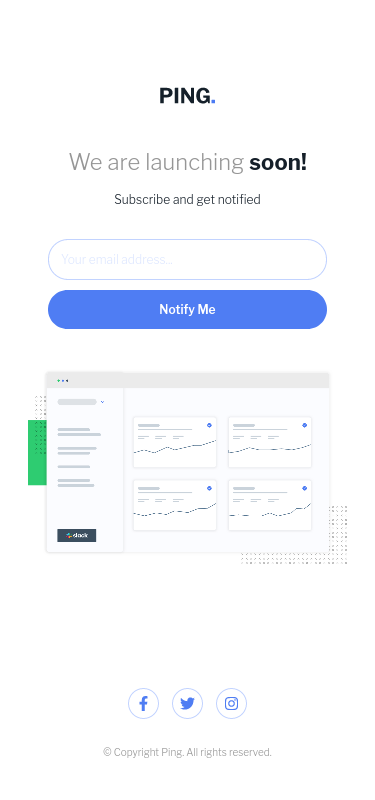 PING.
We are launching soon!
Subscribe and get notified
Your email address...
Notify Me
slack
© Copyright Ping. All rights reserved.